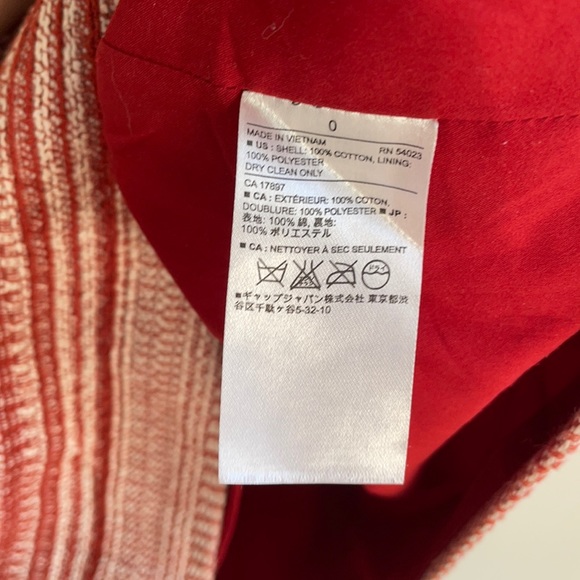 0
MADE IN VIETNAM RN 54023
■ US : SHELL: 100% COTTON, LINING:
100% POLYESTER
DRY CLEAN ONLY
CA 17897
■ CA : EXTÉRIEUR: 100% COTON,
DOUBLURE: 100% POLYESTER ■ JP :
表地: 100% 綿, 裏地:
100% ポリエステル
■ CA : NETTOYER À SEC SEULEMENT
ドライ
■ギャップジャパン株式会社 東京都渋
谷区千駄ヶ谷5-32-10